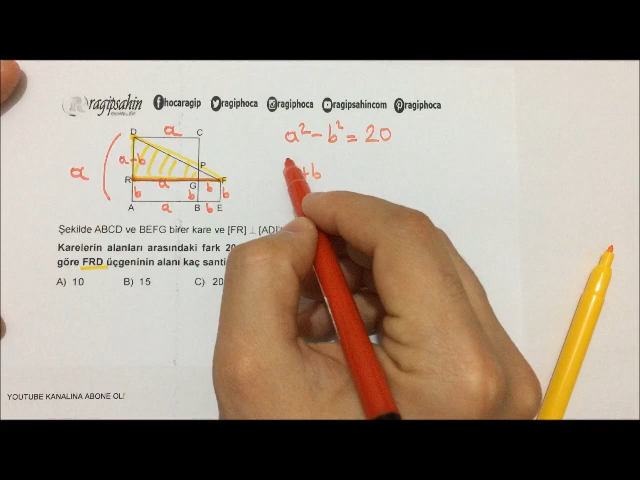 ragipsahin hocaragip ragiphoca ragiphoca ragipsahincom ragiphoca
D a C
a² - b² = 20
a a-b P
+b
R a G b F
b b b
A a B b E
Şekilde ABCD ve BEFG birer kare ve [FR] ⊥ [AD]
Karelerin alanları arasındaki fark 20
göre FRD üçgeninin alanı kaç santi
A) 10 B) 15 C) 20
YOUTUBE KANALINA ABONE OL!